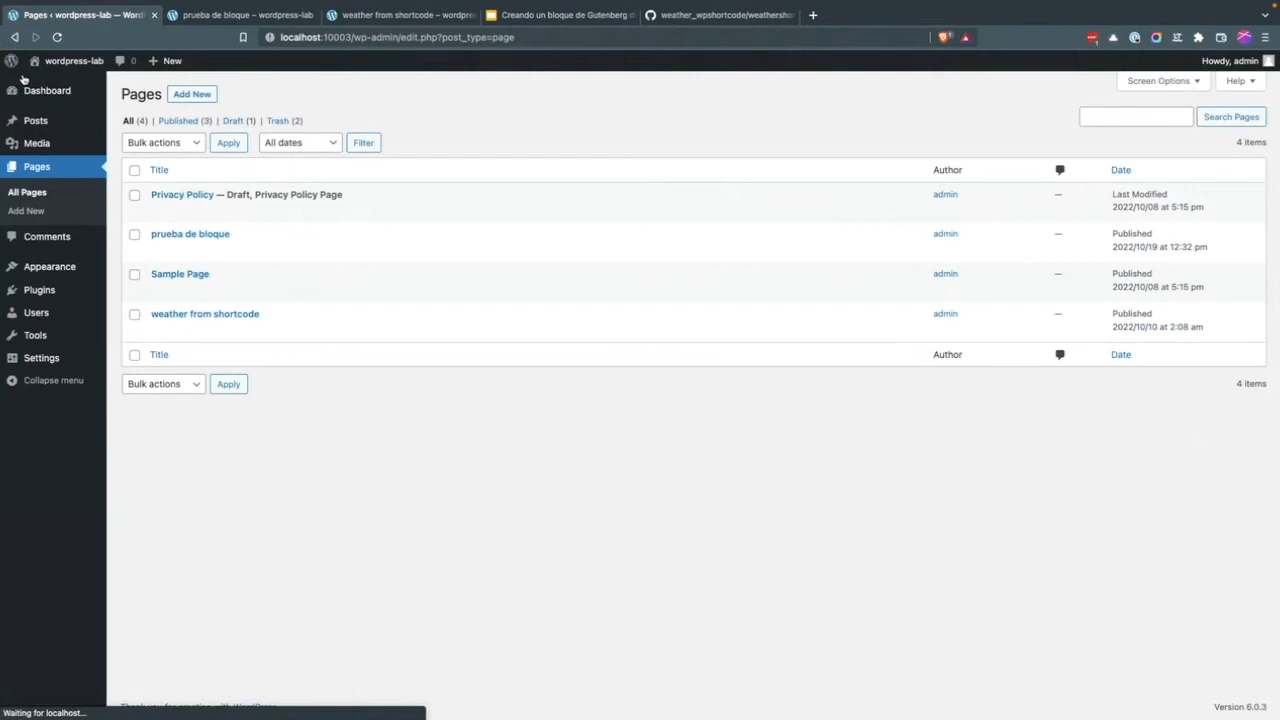 Pages ‹ wordpress-lab — Word
prueba de bloque – wordpress-lab
weather from shortcode – wordpre
Creando un bloque de Gutenberg d
weather_wpshortcode/weathersho
localhost:10003/wp-admin/edit.php?post_type=page
wordpress-lab
0
New
Howdy, admin
Dashboard
Posts
Media
Pages
All Pages
Add New
Comments
Appearance
Plugins
Users
Tools
Settings
Collapse menu
Pages
Add New
Screen Options
Help
All (4) | Published (3) | Draft (1) | Trash (2)
Search Pages
Bulk actions
Apply
All dates
Filter
4 items
Title
Author
Date
Privacy Policy — Draft, Privacy Policy Page
admin
—
Last Modified
2022/10/08 at 5:15 pm
prueba de bloque
admin
—
Published
2022/10/19 at 12:32 pm
Sample Page
admin
—
Published
2022/10/08 at 5:15 pm
weather from shortcode
admin
—
Published
2022/10/10 at 2:08 am
Title
Author
Date
Bulk actions
Apply
4 items
Waiting for localhost...
Version 6.0.3